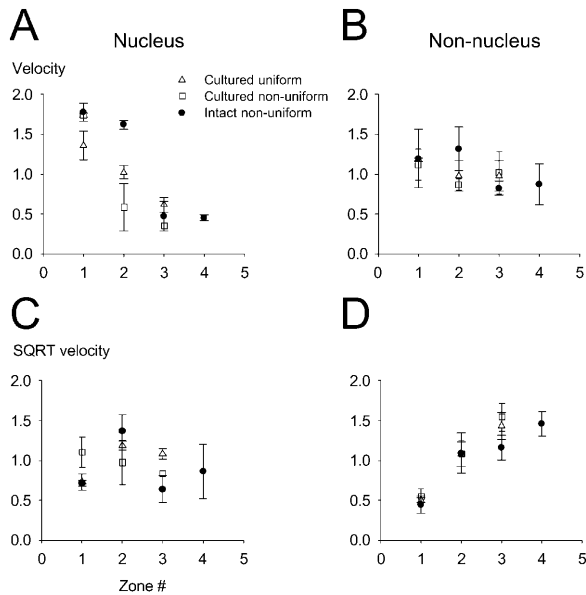 A
Nucleus
B
Non-nucleus
Velocity
Cultured uniform
Cultured non-uniform
Intact non-uniform
2.0
1.5
1.0
0.5
0.0
0 1 2 3 4 5
2.0
1.5
1.0
0.5
0.0
0 1 2 3 4 5
C
D
SQRT velocity
2.0
1.5
1.0
0.5
0.0
0 1 2 3 4 5
Zone #
2.0
1.5
1.0
0.5
0.0
0 1 2 3 4 5